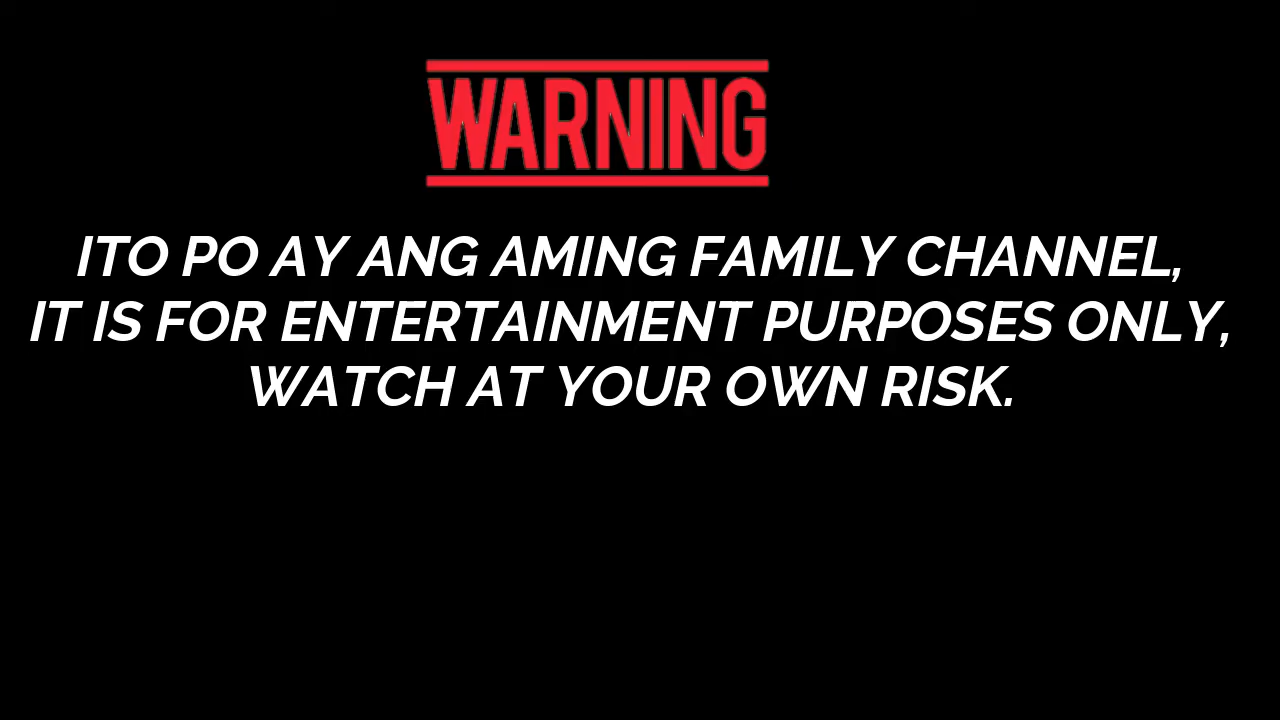 WARNING
ITO PO AY ANG AMING FAMILY CHANNEL,
IT IS FOR ENTERTAINMENT PURPOSES ONLY,
WATCH AT YOUR OWN RISK.